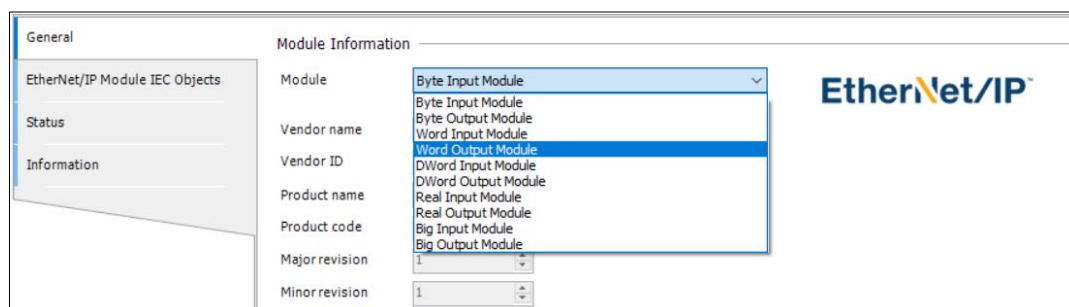 General
EtherNet/IP Module IEC Objects
Status
Information
Module Information
Module
Byte Input Module
Byte Input Module
Byte Output Module
Word Input Module
Word Output Module
DWord Input Module
DWord Output Module
Real Input Module
Real Output Module
Big Input Module
Big Output Module
Vendor name
Vendor ID
Product name
Product code
Major revision
1
Minor revision
1
EtherNet/IP™